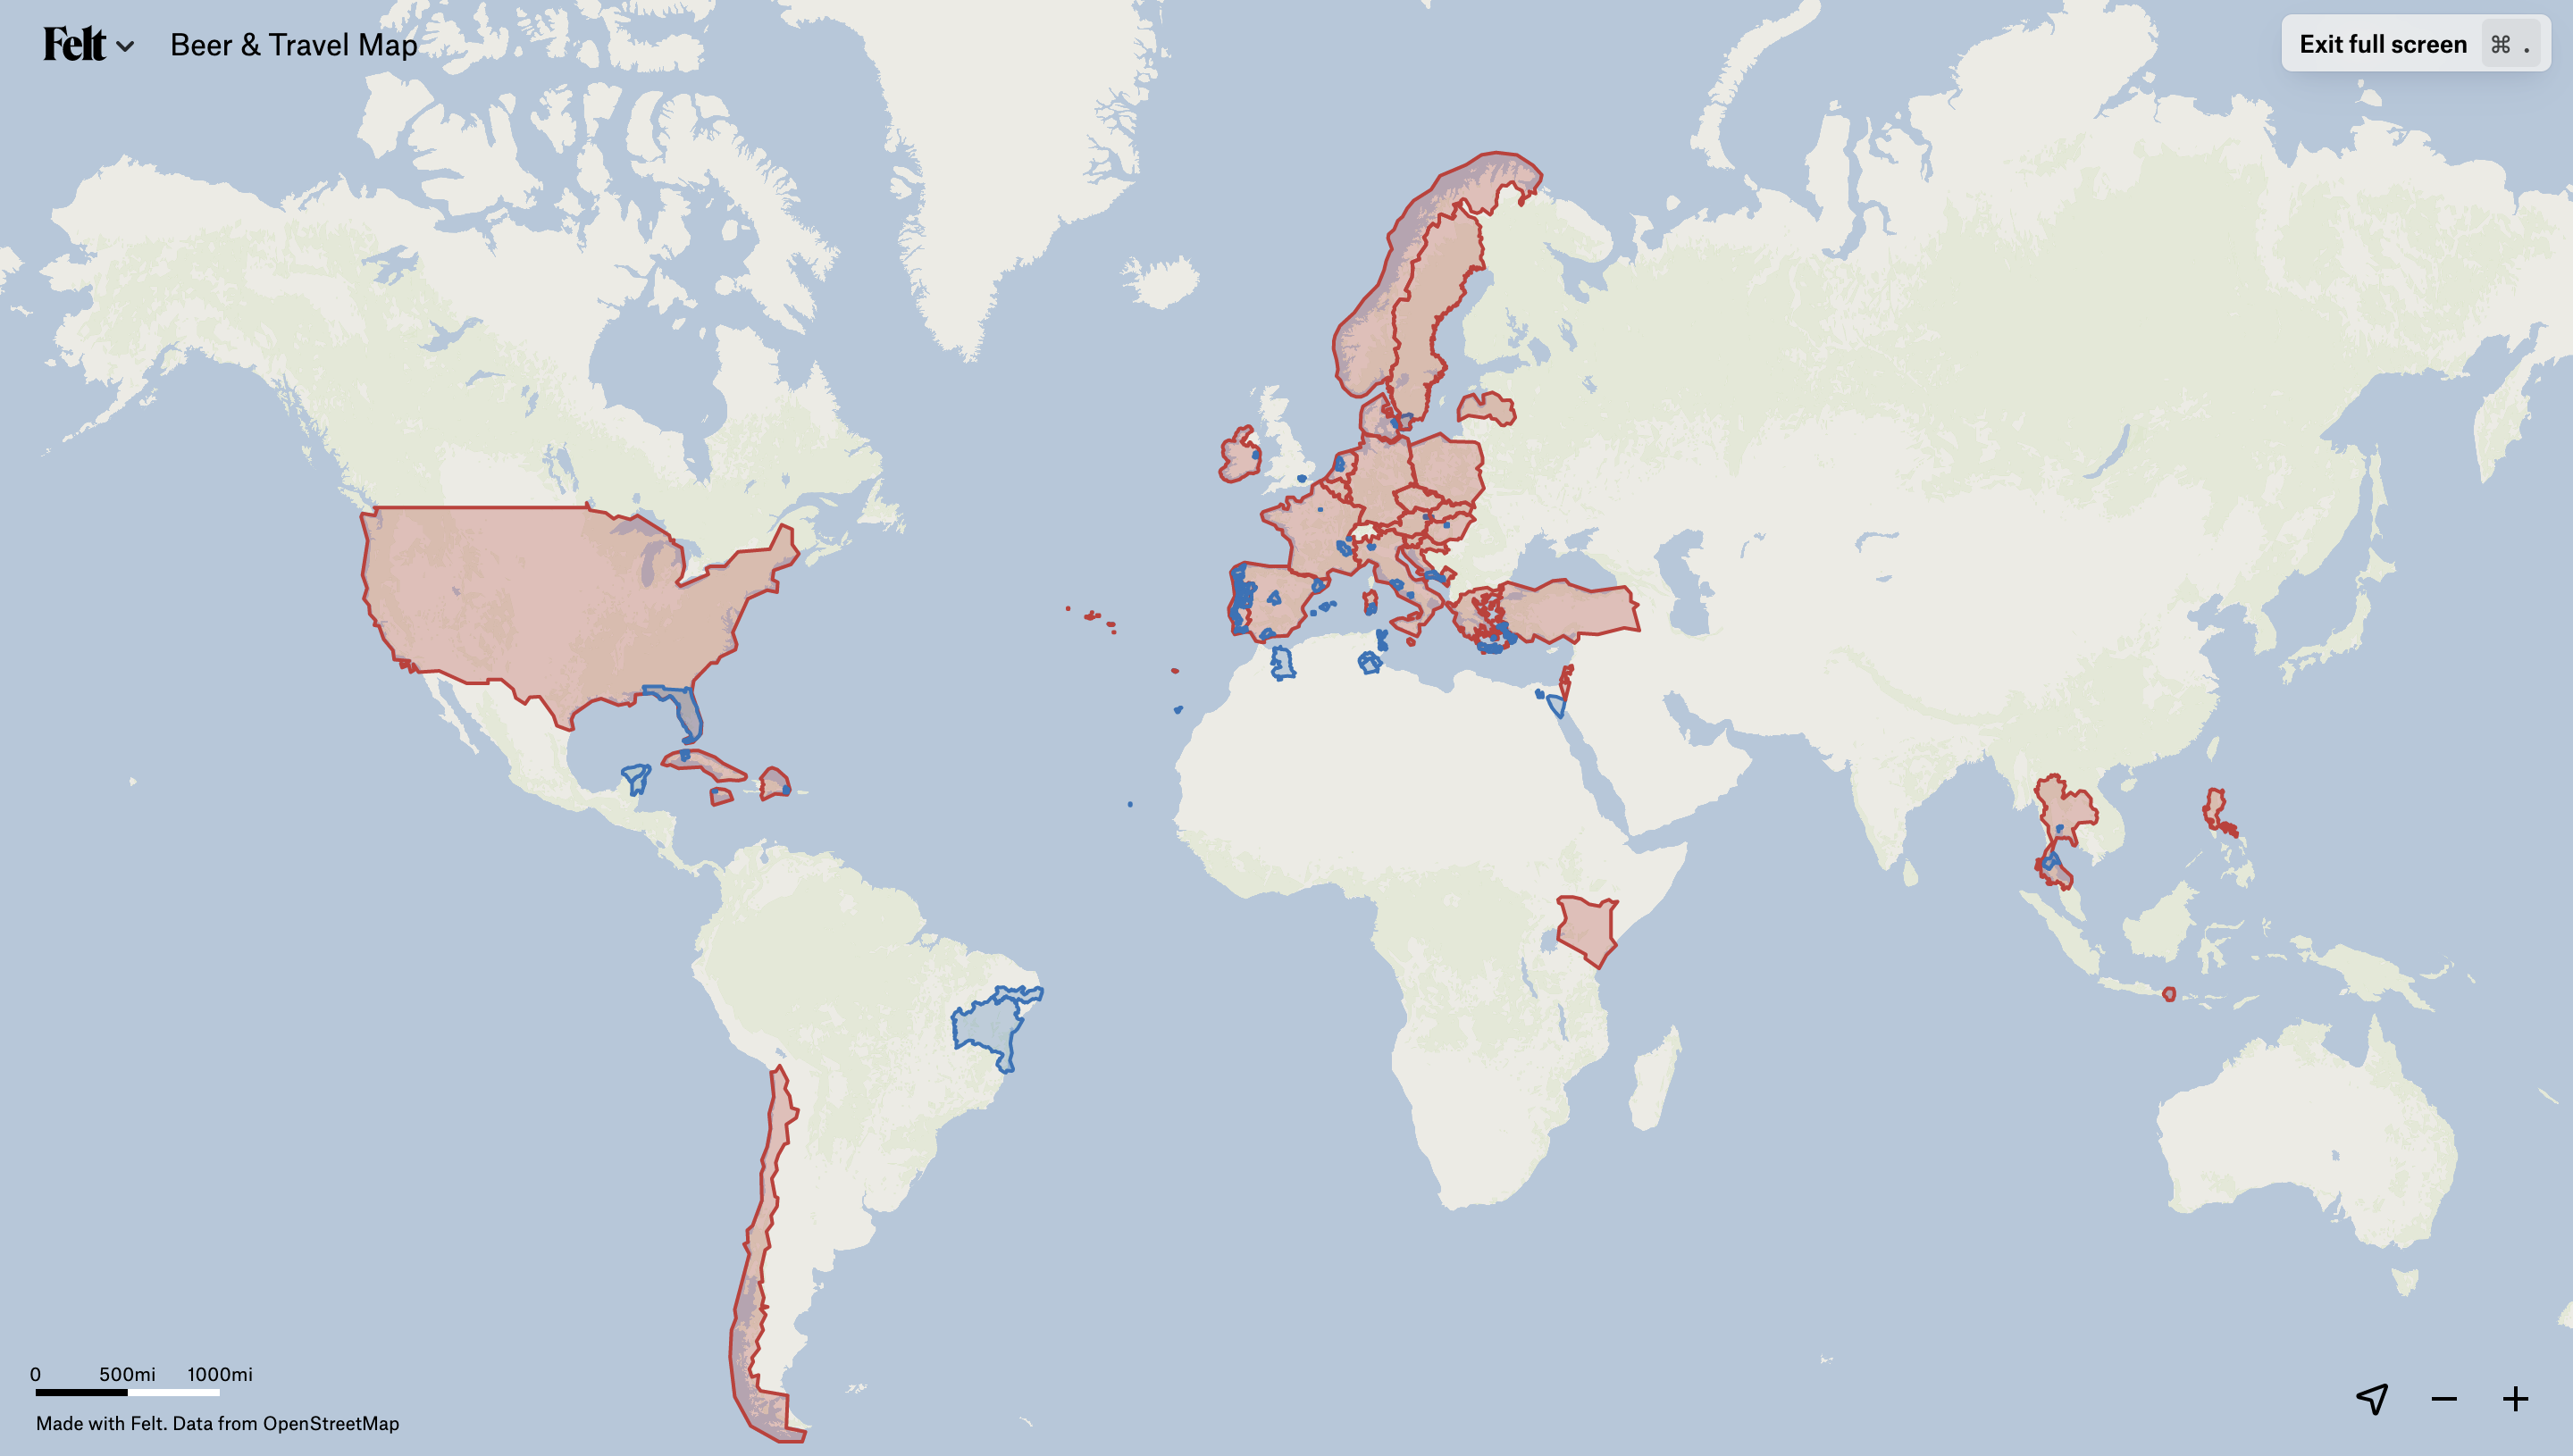 Felt Beer & Travel Map
Exit full screen ⌘ .
0 500mi 1000mi
Made with Felt. Data from OpenStreetMap